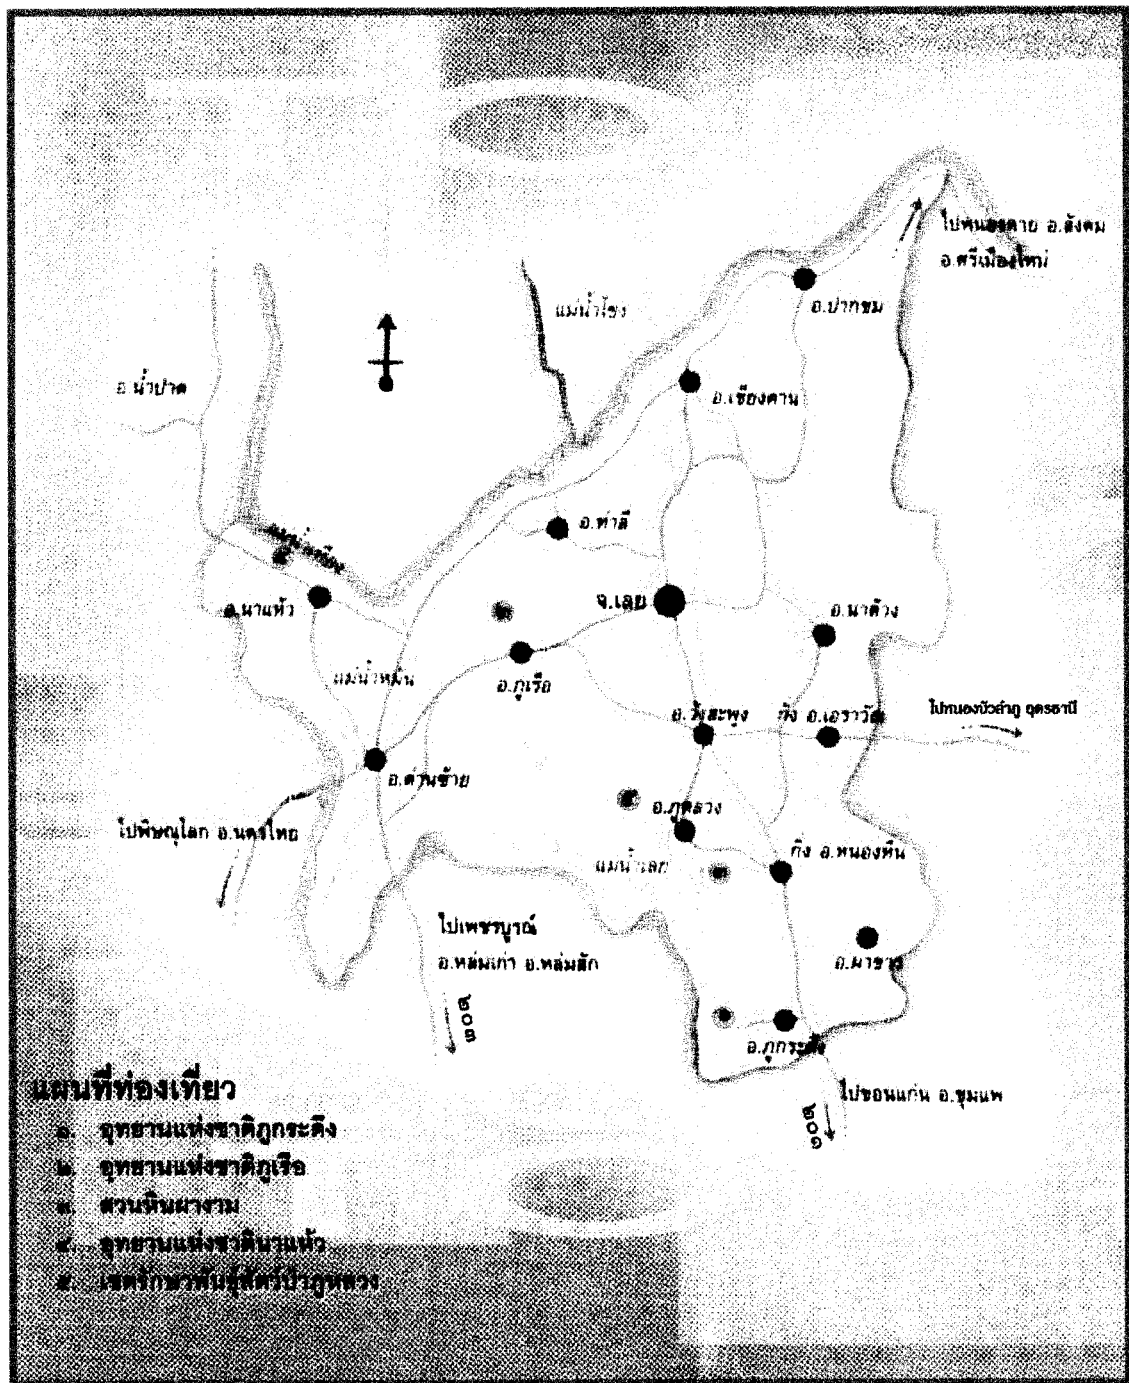 ไปหนองคาย อ.สังคม
อ.ศรีเมืองใหม่
แม่น้ำโขง
อ.ปากชม
อ.น้ำปาด
อ.เชียงคาน
อ.ท่าลี่
อ.นาแห้ว
จ.เลย
อ.นาด้วง
แม่น้ำหมัน
อ.ภูเรือ
อ.วังสะพุง
กิ่ง อ.เอราวัณ
ไปหนองบัวลำภู อุดรธานี
อ.ด่านซ้าย
อ.ภูหลวง
ไปพิษณุโลก อ.นครไทย
แม่น้ำเลย
กิ่ง อ.หนองหิน
ไปเพชรบูรณ์
อ.หล่มเก่า อ.หล่มสัก
อ.ผาขาว
๒๐๓
อ.ภูกระดึง
ไปขอนแก่น อ.ชุมแพ
๒๐๑
แผนที่ท่องเที่ยว
๑. อุทยานแห่งชาติภูกระดึง
๒. อุทยานแห่งชาติภูเรือ
๓. สวนหินผางาม
๔. อุทยานแห่งชาตินาแห้ว
๕. เขตรักษาพันธุ์สัตว์ป่าภูหลวง